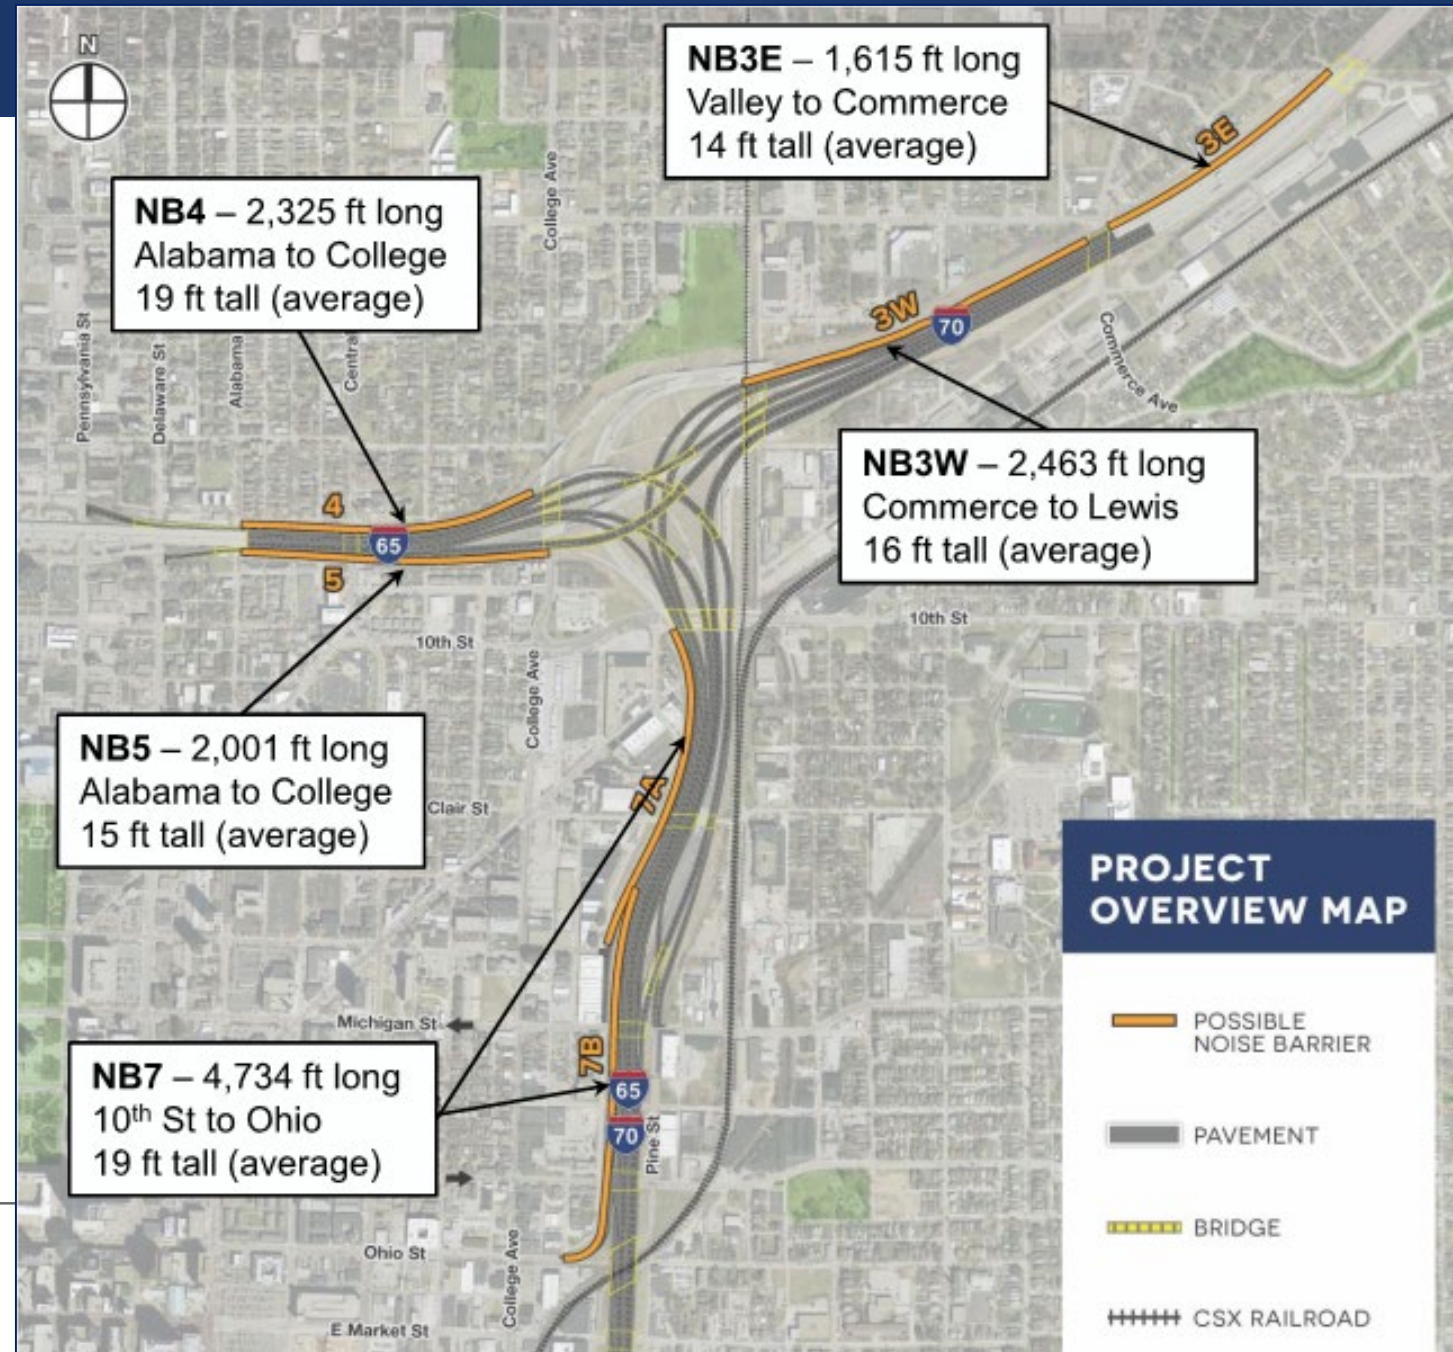 N
NB3E – 1,615 ft long
Valley to Commerce
14 ft tall (average)
3E
NB4 – 2,325 ft long
Alabama to College
19 ft tall (average)
College Ave
Pennsylvania St
Delaware St
Alabama
Central
3W
70
Commerce Ave
NB3W – 2,463 ft long
Commerce to Lewis
16 ft tall (average)
4
65
5
10th St
10th St
College Ave
NB5 – 2,001 ft long
Alabama to College
15 ft tall (average)
Clair St
7A
PROJECT
OVERVIEW MAP
POSSIBLE
NOISE BARRIER
PAVEMENT
BRIDGE
CSX RAILROAD
Michigan St
7B
NB7 – 4,734 ft long
10th St to Ohio
19 ft tall (average)
65
70
Pine St
Ohio St
College Ave
E Market St